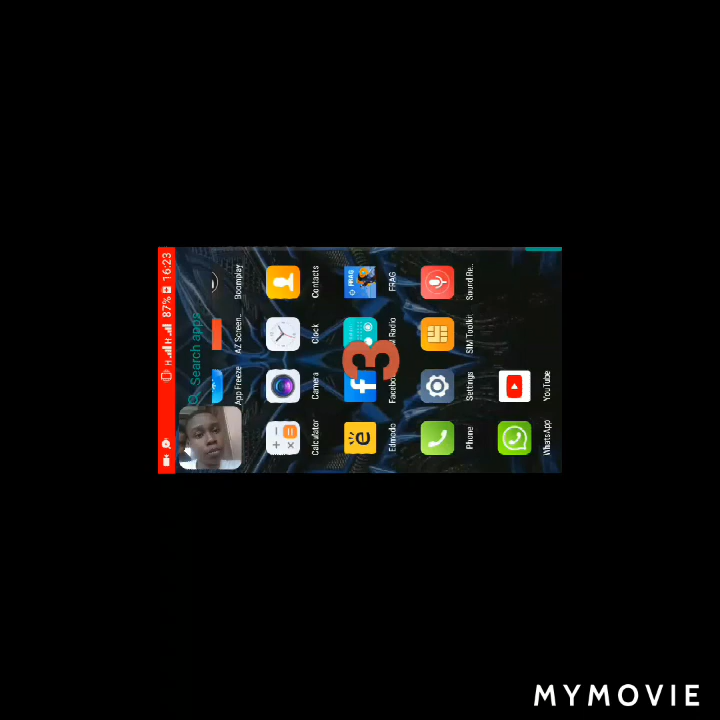 87% 16:23
Search apps
App Freeze
AZ Screen..
Boomplay
Calculator
Camera
Clock
Contacts
3
Edmodo
Radio
FRAG
Phone
Settings
SIM Toolkit
Sound Re..
WhatsApp
YouTube
MYMOVIE